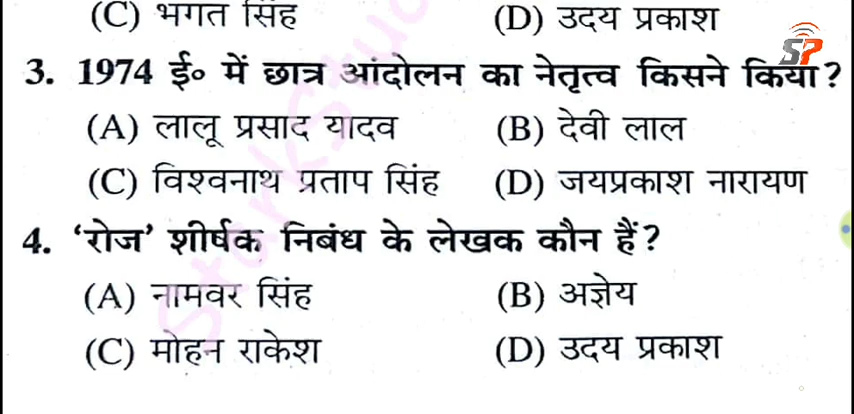 (C) भगत सिंह (D) उदय प्रकाश
SP
3. 1974 ई० में छात्र आंदोलन का नेतृत्व किसने किया?
(A) लालू प्रसाद यादव (B) देवी लाल
(C) विश्वनाथ प्रताप सिंह (D) जयप्रकाश नारायण
4. ‘रोज’ शीर्षक निबंध के लेखक कौन हैं?
(A) नामवर सिंह (B) अज्ञेय
(C) मोहन राकेश (D) उदय प्रकाश